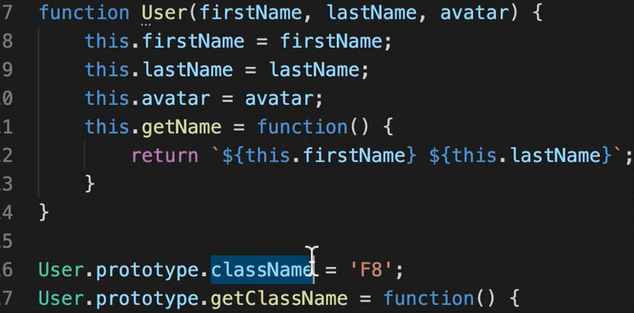 7 function User(firstName, lastName, avatar) {
8 this.firstName = firstName;
9 this.lastName = lastName;
.0 this.avatar = avatar;
.1 this.getName = function() {
.2 return `${this.firstName} ${this.lastName}`;
.3 }
.4 }
.5
.6 User.prototype.className = 'F8';
.7 User.prototype.getClassName = function() {